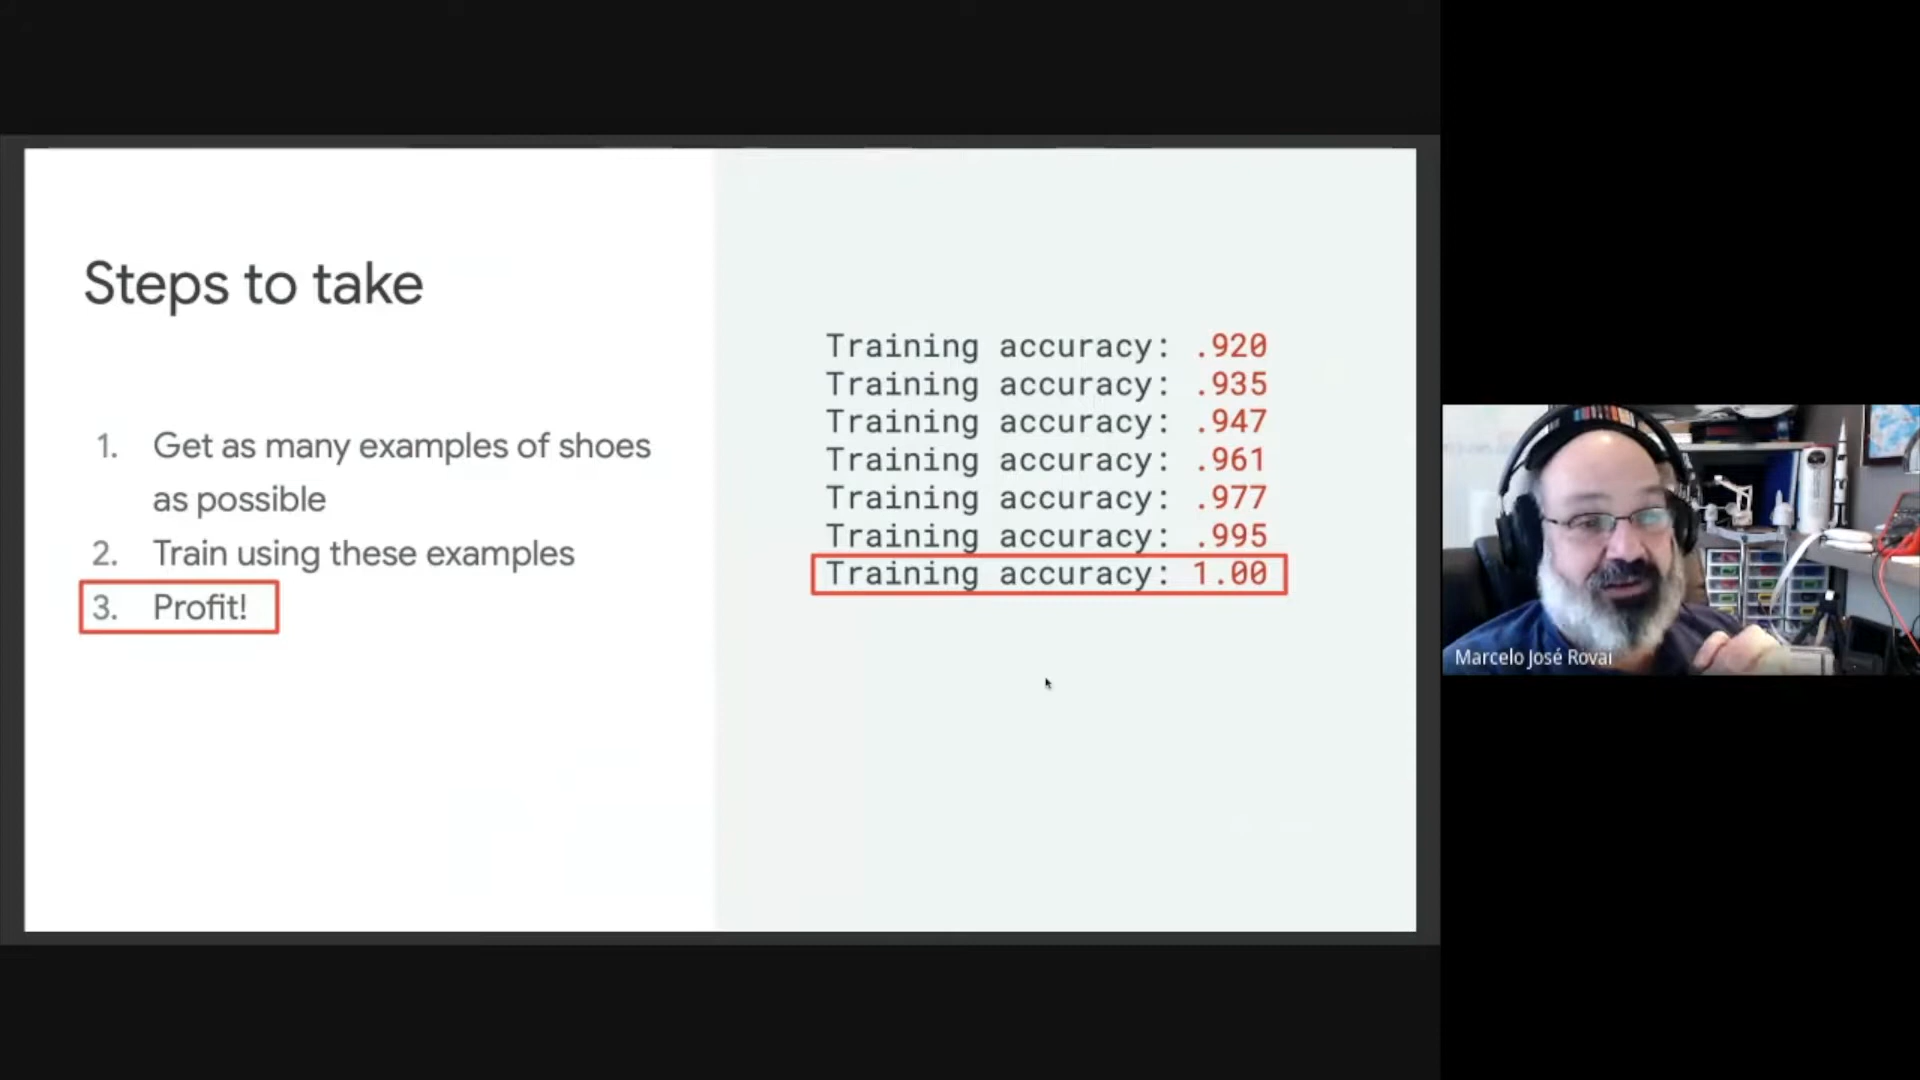 Steps to take
1. Get as many examples of shoes
as possible
2. Train using these examples
3. Profit!
Training accuracy: .920
Training accuracy: .935
Training accuracy: .947
Training accuracy: .961
Training accuracy: .977
Training accuracy: .995
Training accuracy: 1.00
Marcelo José Rovai